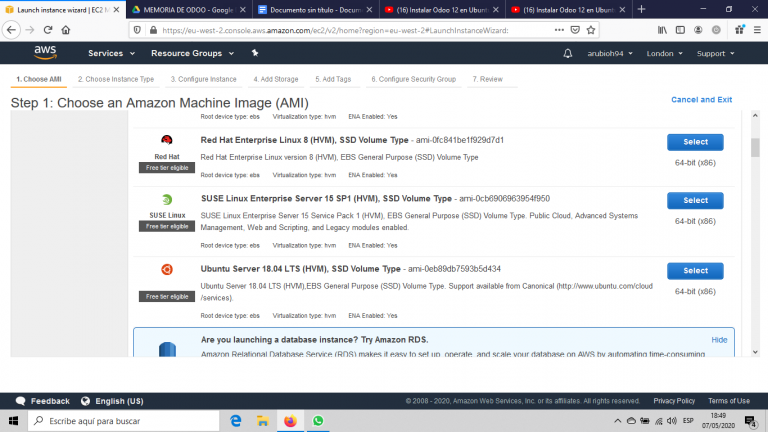 Launch instance wizard | EC2 M
MEMORIA DE ODOO - Google
Documento sin título - Docum
(16) Instalar Odoo 12 en Ubunt
(16) Instalar Odoo 12 en Ubunt
https://eu-west-2.console.aws.amazon.com/ec2/v2/home?region=eu-west-2#LaunchInstanceWizard:
aws
Services
Resource Groups
arubioh94
London
Support
1. Choose AMI
2. Choose Instance Type
3. Configure Instance
4. Add Storage
5. Add Tags
6. Configure Security Group
7. Review
Step 1: Choose an Amazon Machine Image (AMI)
Cancel and Exit
Root device type: ebs Virtualization type: hvm ENA Enabled: Yes
Red Hat
Free tier eligible
Red Hat Enterprise Linux 8 (HVM), SSD Volume Type - ami-0fc841be1f929d7d1
Red Hat Enterprise Linux version 8 (HVM), EBS General Purpose (SSD) Volume Type
Root device type: ebs Virtualization type: hvm ENA Enabled: Yes
Select
64-bit (x86)
SUSE Linux
Free tier eligible
SUSE Linux Enterprise Server 15 SP1 (HVM), SSD Volume Type - ami-0cb6906963954f950
SUSE Linux Enterprise Server 15 Service Pack 1 (HVM), EBS General Purpose (SSD) Volume Type. Public Cloud, Advanced Systems
Management, Web and Scripting, and Legacy modules enabled.
Root device type: ebs Virtualization type: hvm ENA Enabled: Yes
Select
64-bit (x86)
Free tier eligible
Ubuntu Server 18.04 LTS (HVM), SSD Volume Type - ami-0eb89db7593b5d434
Ubuntu Server 18.04 LTS (HVM),EBS General Purpose (SSD) Volume Type. Support available from Canonical (http://www.ubuntu.com/cloud
/services).
Root device type: ebs Virtualization type: hvm ENA Enabled: Yes
Select
64-bit (x86)
Are you launching a database instance? Try Amazon RDS.
Hide
Amazon Relational Database Service (RDS) makes it easy to set up, operate, and scale your database on AWS by automating time-consuming
Feedback
English (US)
© 2008 - 2020, Amazon Web Services, Inc. or its affiliates. All rights reserved.
Privacy Policy
Terms of Use
Escribe aquí para buscar
ESP
18:49
07/05/2020
4